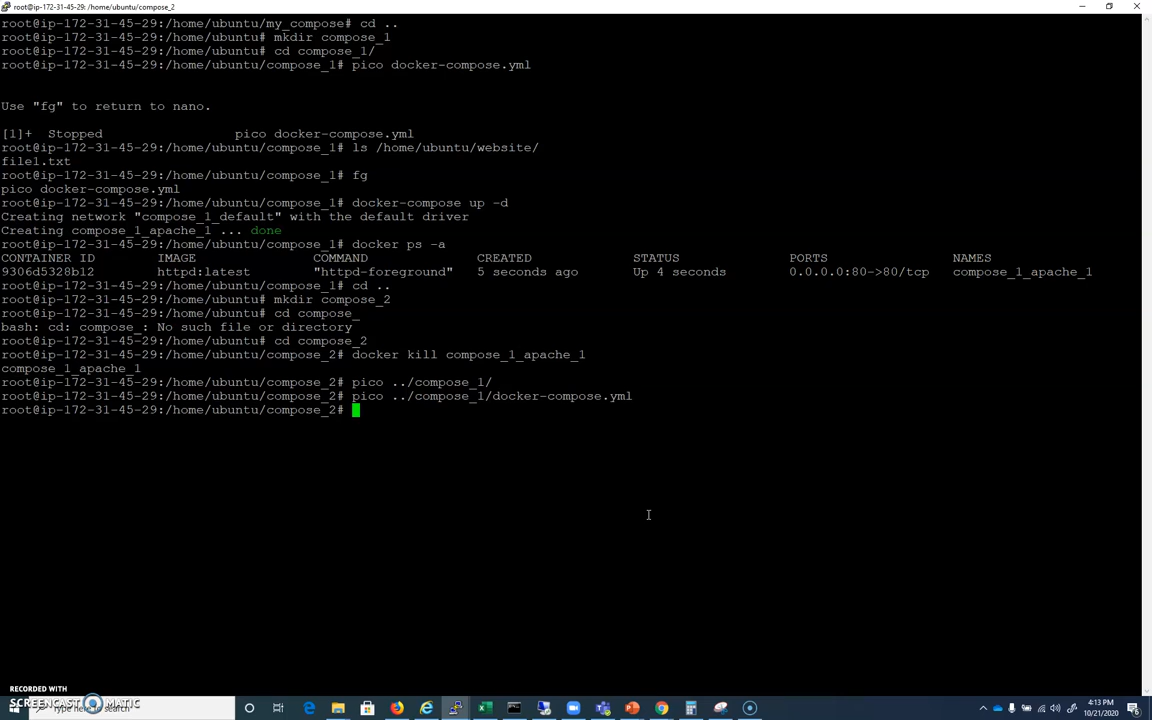 root@ip-172-31-45-29: /home/ubuntu/compose_2
root@ip-172-31-45-29:/home/ubuntu/my_compose# cd ..
root@ip-172-31-45-29:/home/ubuntu# mkdir compose_1
root@ip-172-31-45-29:/home/ubuntu# cd compose_1/
root@ip-172-31-45-29:/home/ubuntu/compose_1# pico docker-compose.yml
Use "fg" to return to nano.
[1]+  Stopped                 pico docker-compose.yml
root@ip-172-31-45-29:/home/ubuntu/compose_1# ls /home/ubuntu/website/
file1.txt
root@ip-172-31-45-29:/home/ubuntu/compose_1# fg
pico docker-compose.yml
root@ip-172-31-45-29:/home/ubuntu/compose_1# docker-compose up -d
Creating network "compose_1_default" with the default driver
Creating compose_1_apache_1 ... done
root@ip-172-31-45-29:/home/ubuntu/compose_1# docker ps -a
CONTAINER ID        IMAGE               COMMAND              CREATED             STATUS              PORTS                NAMES
9306d5328b12        httpd:latest        "httpd-foreground"   5 seconds ago       Up 4 seconds        0.0.0.0:80->80/tcp   compose_1_apache_1
root@ip-172-31-45-29:/home/ubuntu/compose_1# cd ..
root@ip-172-31-45-29:/home/ubuntu# mkdir compose_2
root@ip-172-31-45-29:/home/ubuntu# cd compose_
bash: cd: compose_: No such file or directory
root@ip-172-31-45-29:/home/ubuntu# cd compose_2
root@ip-172-31-45-29:/home/ubuntu/compose_2# docker kill compose_1_apache_1
compose_1_apache_1
root@ip-172-31-45-29:/home/ubuntu/compose_2# pico ../compose_1/
root@ip-172-31-45-29:/home/ubuntu/compose_2# pico ../compose_1/docker-compose.yml
root@ip-172-31-45-29:/home/ubuntu/compose_2#
RECORDED WITH
SCREENCAST MATIC
Type here to search
4:13 PM
10/21/2020